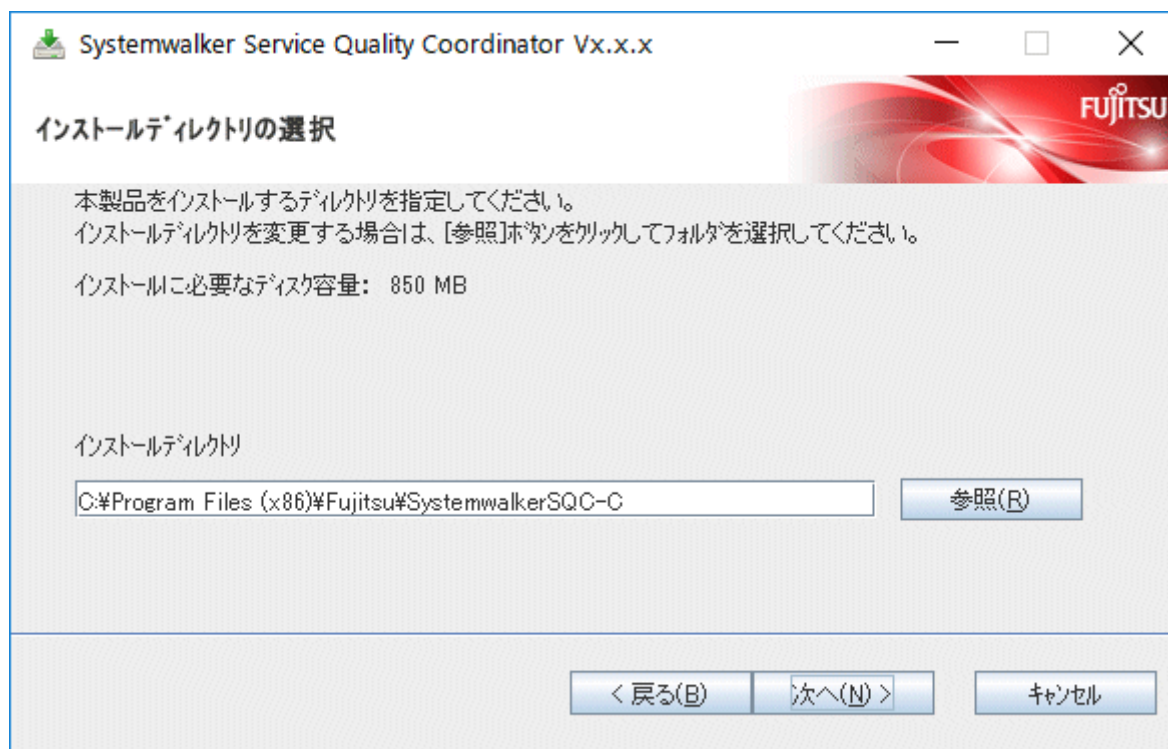 Systemwalker Service Quality Coordinator Vx.x.x
FUJITSU
インストールディレクトリの選択
本製品をインストールするディレクトリを指定してください。
インストールディレクトリを変更する場合は、[参照]ボタンをクリックしてフォルダを選択してください。
インストールに必要なディスク容量: 850 MB
インストールディレクトリ
C:¥Program Files (x86)¥Fujitsu¥SystemwalkerSQC-C
参照(R)
< 戻る(B)
次へ(N) >
キャンセル